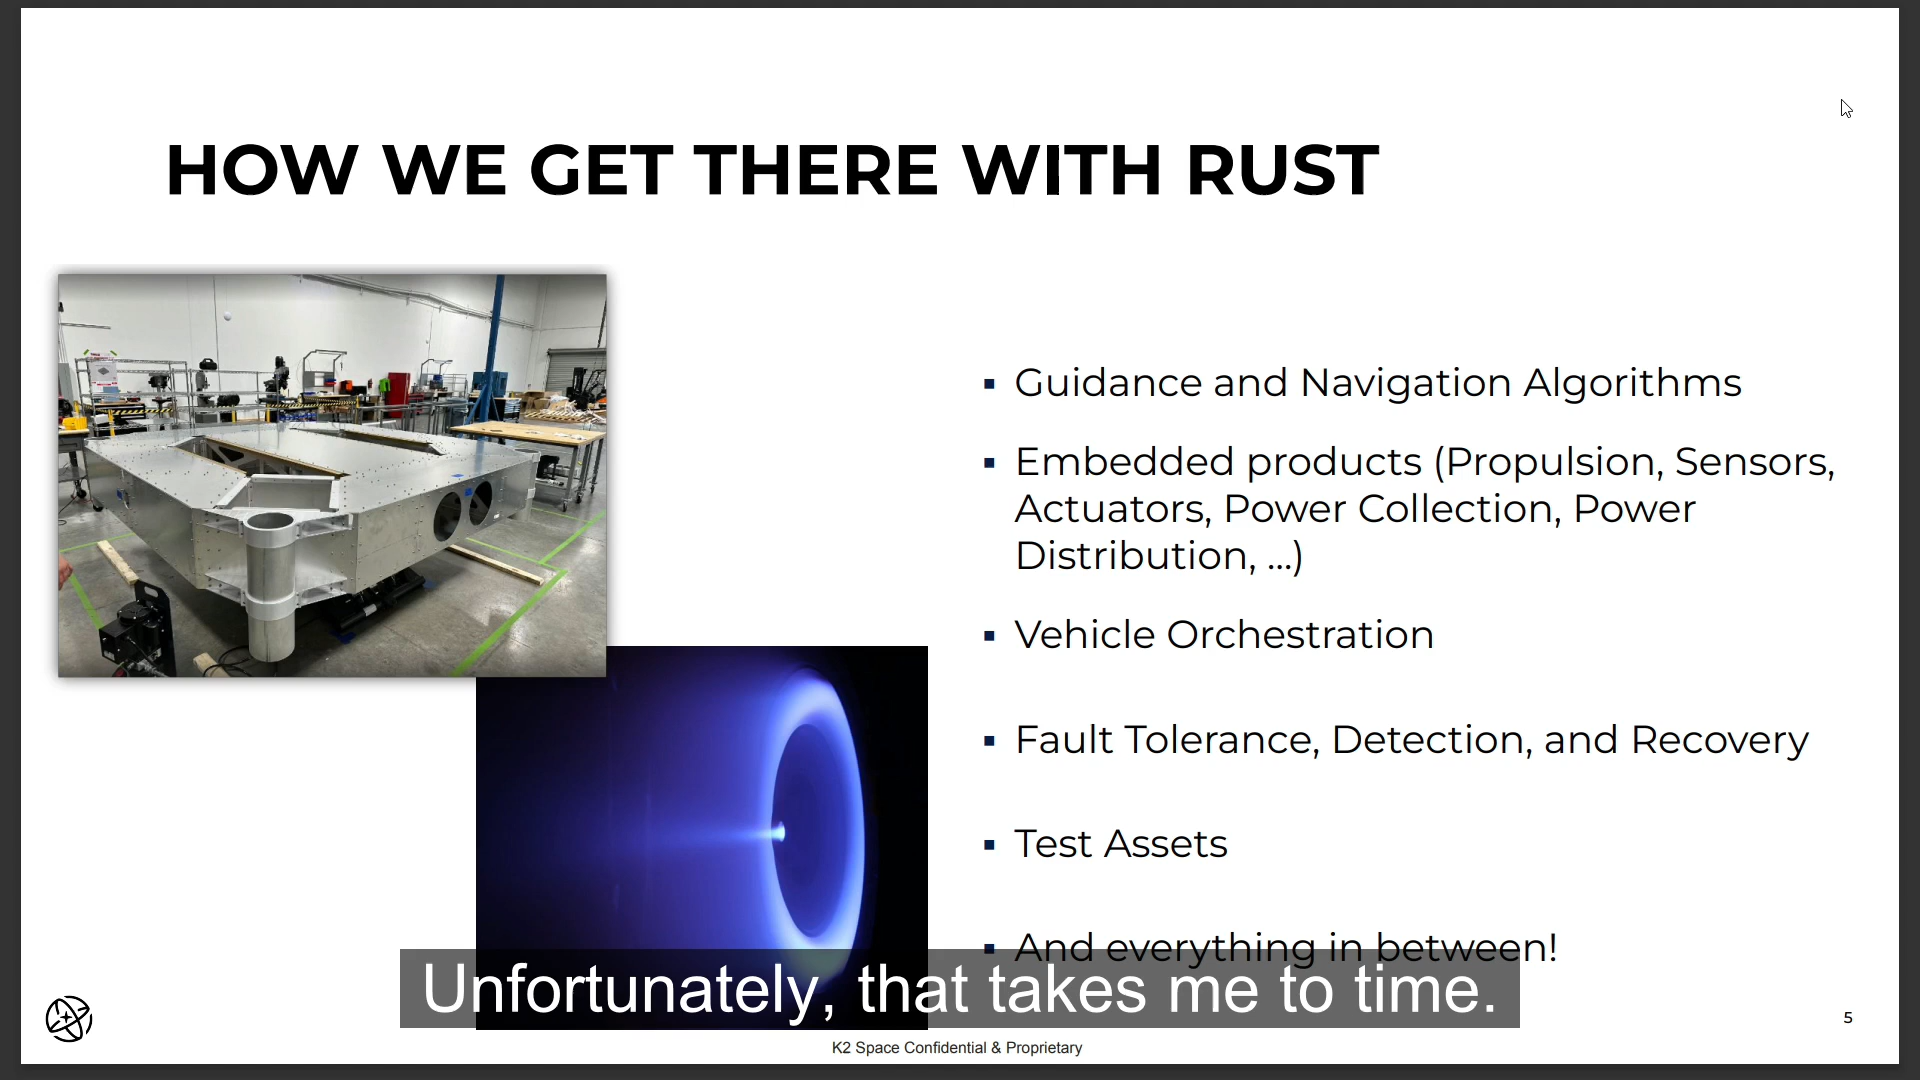 HOW WE GET THERE WITH RUST
▪ Guidance and Navigation Algorithms
▪ Embedded products (Propulsion, Sensors,
Actuators, Power Collection, Power
Distribution, ...)
▪ Vehicle Orchestration
▪ Fault Tolerance, Detection, and Recovery
▪ Test Assets
▪ And everything in between!
Unfortunately, that takes me to time.
5
K2 Space Confidential & Proprietary